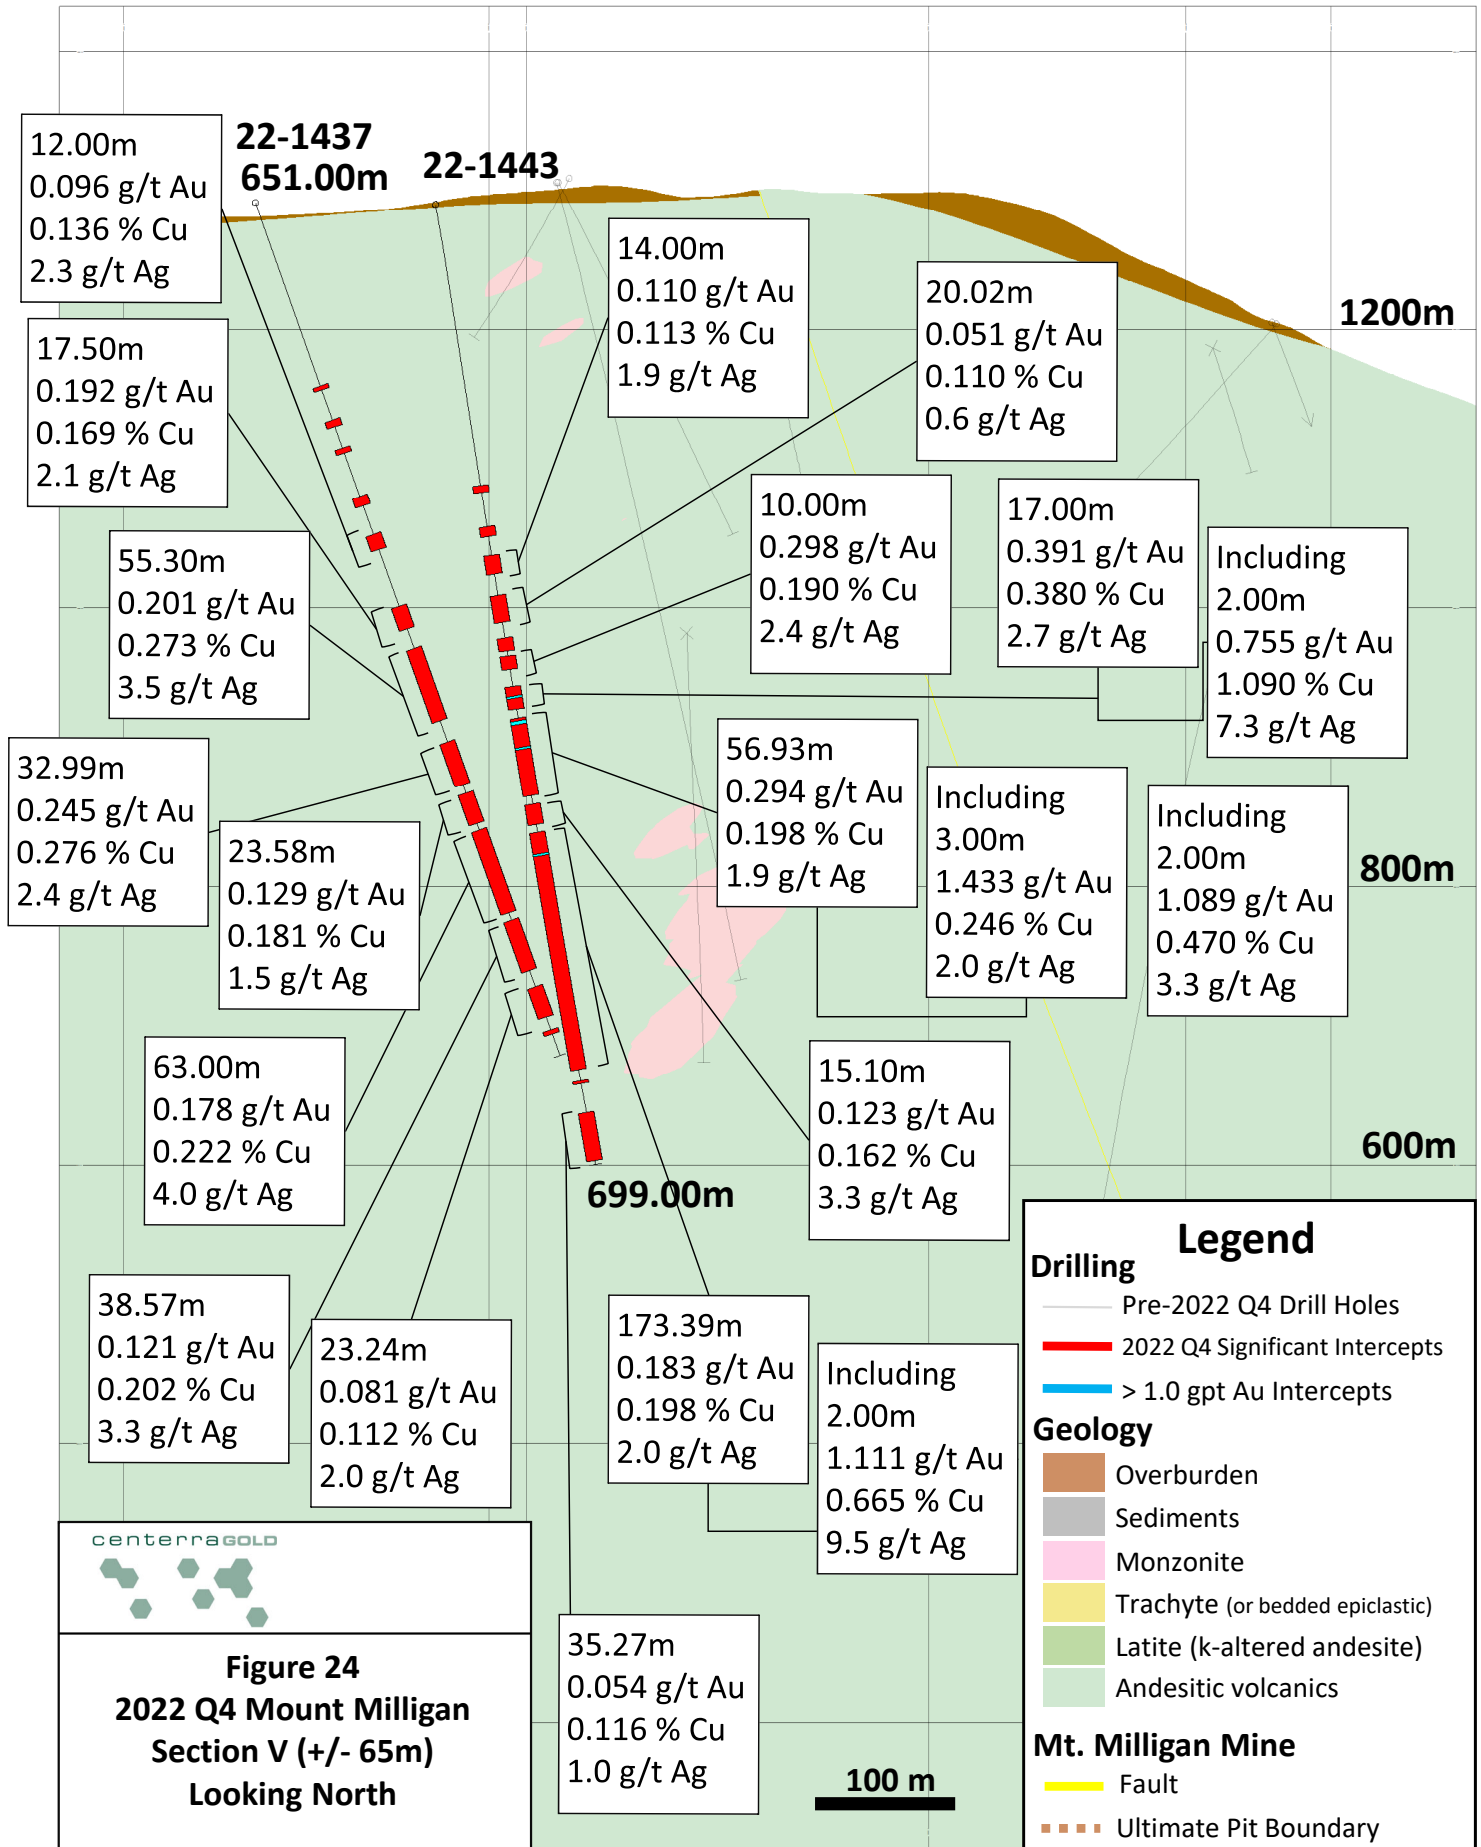 22-1437
651.00m
22-1443
12.00m
0.096 g/t Au
0.136 % Cu
2.3 g/t Ag
14.00m
0.110 g/t Au
0.113 % Cu
1.9 g/t Ag
20.02m
0.051 g/t Au
0.110 % Cu
0.6 g/t Ag
1200m
17.50m
0.192 g/t Au
0.169 % Cu
2.1 g/t Ag
10.00m
0.298 g/t Au
0.190 % Cu
2.4 g/t Ag
17.00m
0.391 g/t Au
0.380 % Cu
2.7 g/t Ag
Including
2.00m
0.755 g/t Au
1.090 % Cu
7.3 g/t Ag
55.30m
0.201 g/t Au
0.273 % Cu
3.5 g/t Ag
32.99m
0.245 g/t Au
0.276 % Cu
2.4 g/t Ag
56.93m
0.294 g/t Au
0.198 % Cu
1.9 g/t Ag
Including
3.00m
1.433 g/t Au
0.246 % Cu
2.0 g/t Ag
Including
2.00m
1.089 g/t Au
0.470 % Cu
3.3 g/t Ag
800m
23.58m
0.129 g/t Au
0.181 % Cu
1.5 g/t Ag
63.00m
0.178 g/t Au
0.222 % Cu
4.0 g/t Ag
15.10m
0.123 g/t Au
0.162 % Cu
3.3 g/t Ag
600m
699.00m
38.57m
0.121 g/t Au
0.202 % Cu
3.3 g/t Ag
23.24m
0.081 g/t Au
0.112 % Cu
2.0 g/t Ag
173.39m
0.183 g/t Au
0.198 % Cu
2.0 g/t Ag
Including
2.00m
1.111 g/t Au
0.665 % Cu
9.5 g/t Ag
35.27m
0.054 g/t Au
0.116 % Cu
1.0 g/t Ag
centerraGOLD
Figure 24
2022 Q4 Mount Milligan
Section V (+/- 65m)
Looking North
100 m
Legend
Drilling
Pre-2022 Q4 Drill Holes
2022 Q4 Significant Intercepts
> 1.0 gpt Au Intercepts
Geology
Overburden
Sediments
Monzonite
Trachyte (or bedded epiclastic)
Latite (k-altered andesite)
Andesitic volcanics
Mt. Milligan Mine
Fault
Ultimate Pit Boundary